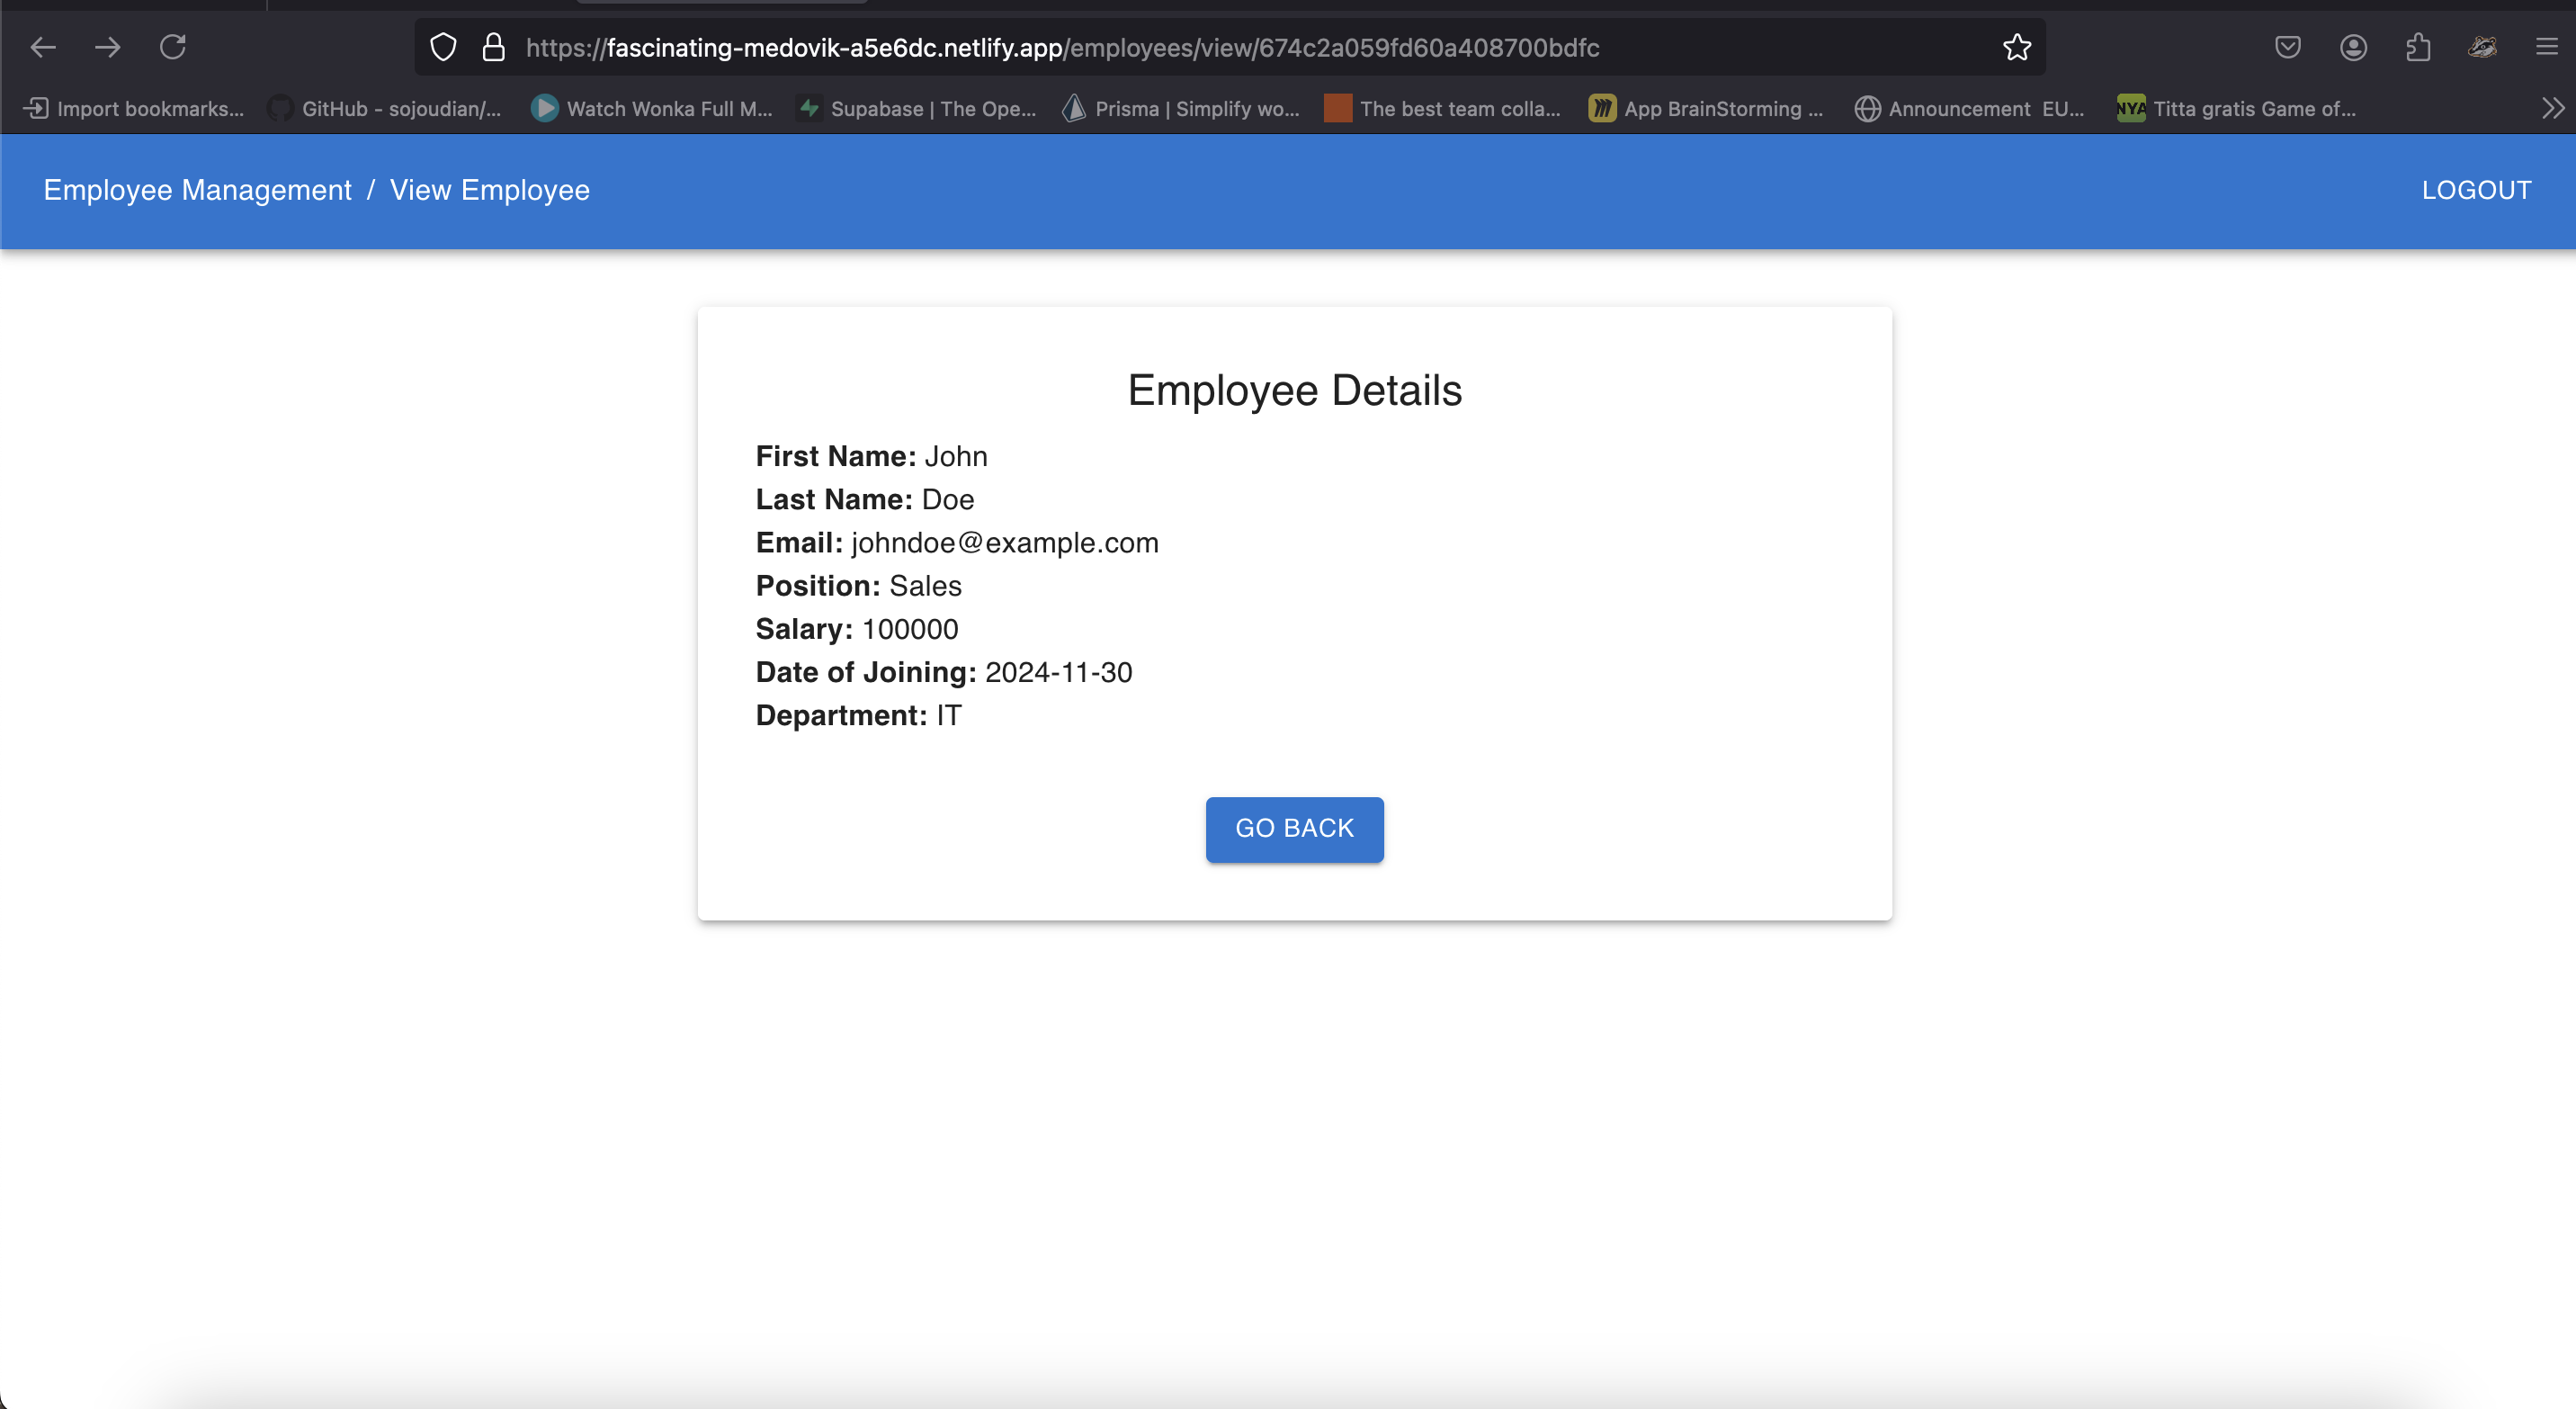 https://fascinating-medovik-a5e6dc.netlify.app/employees/view/674c2a059fd60a408700bdfc
Import bookmarks... GitHub - sojoudian/... Watch Wonka Full M... Supabase | The Ope... Prisma | Simplify wo... The best team colla... App BrainStorming ... Announcement EU... NYA Titta gratis Game of...
Employee Management / View Employee LOGOUT
Employee Details
First Name: John
Last Name: Doe
Email: johndoe@example.com
Position: Sales
Salary: 100000
Date of Joining: 2024-11-30
Department: IT
GO BACK